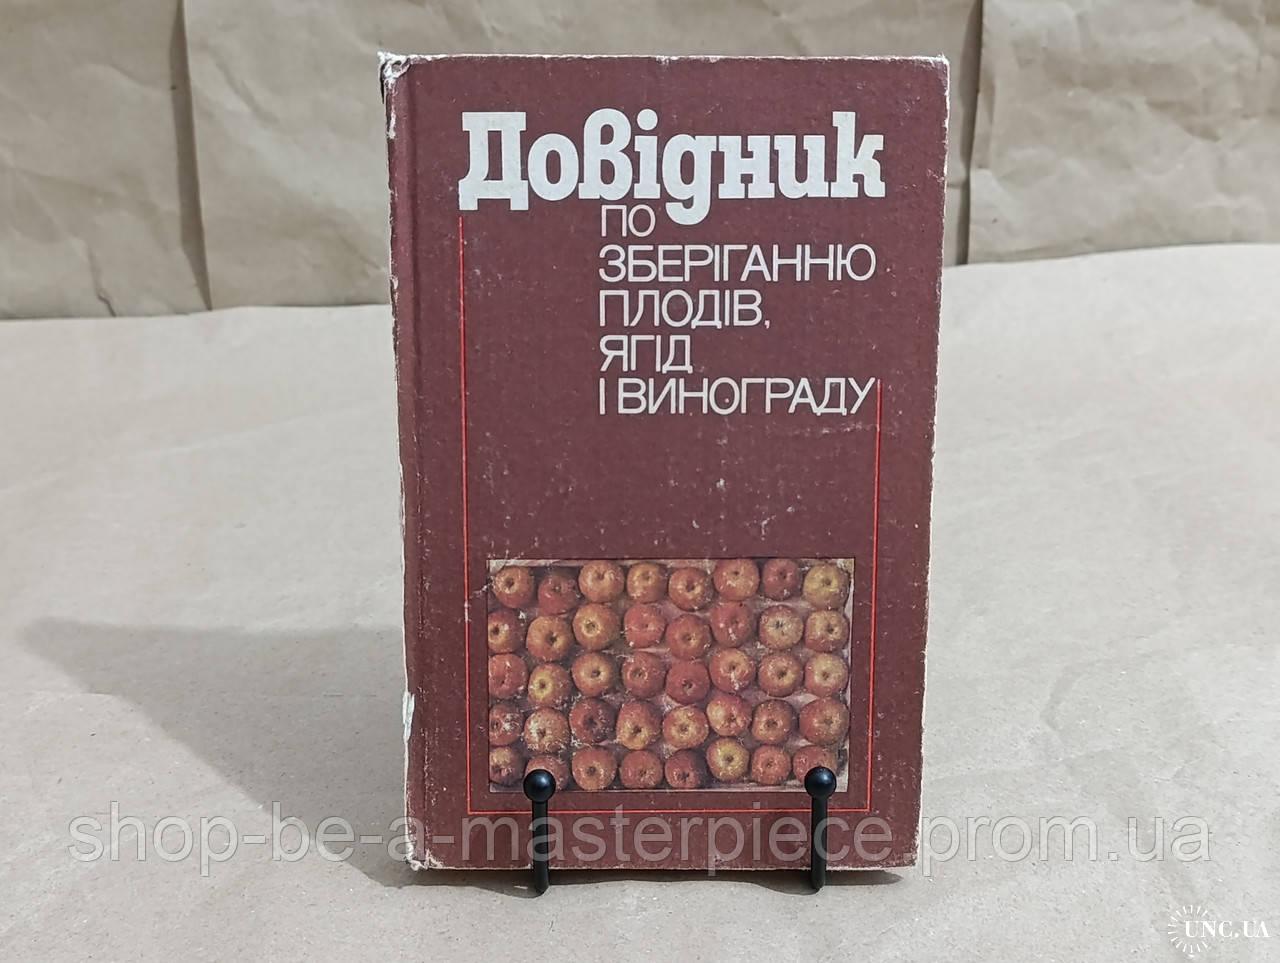 Довідник
ПО
ЗБЕРІГАННЮ
ПЛОДІВ,
ЯГІД
І ВИНОГРАДУ
shop-be-a-masterpiece.prom.ua
UNC.UA